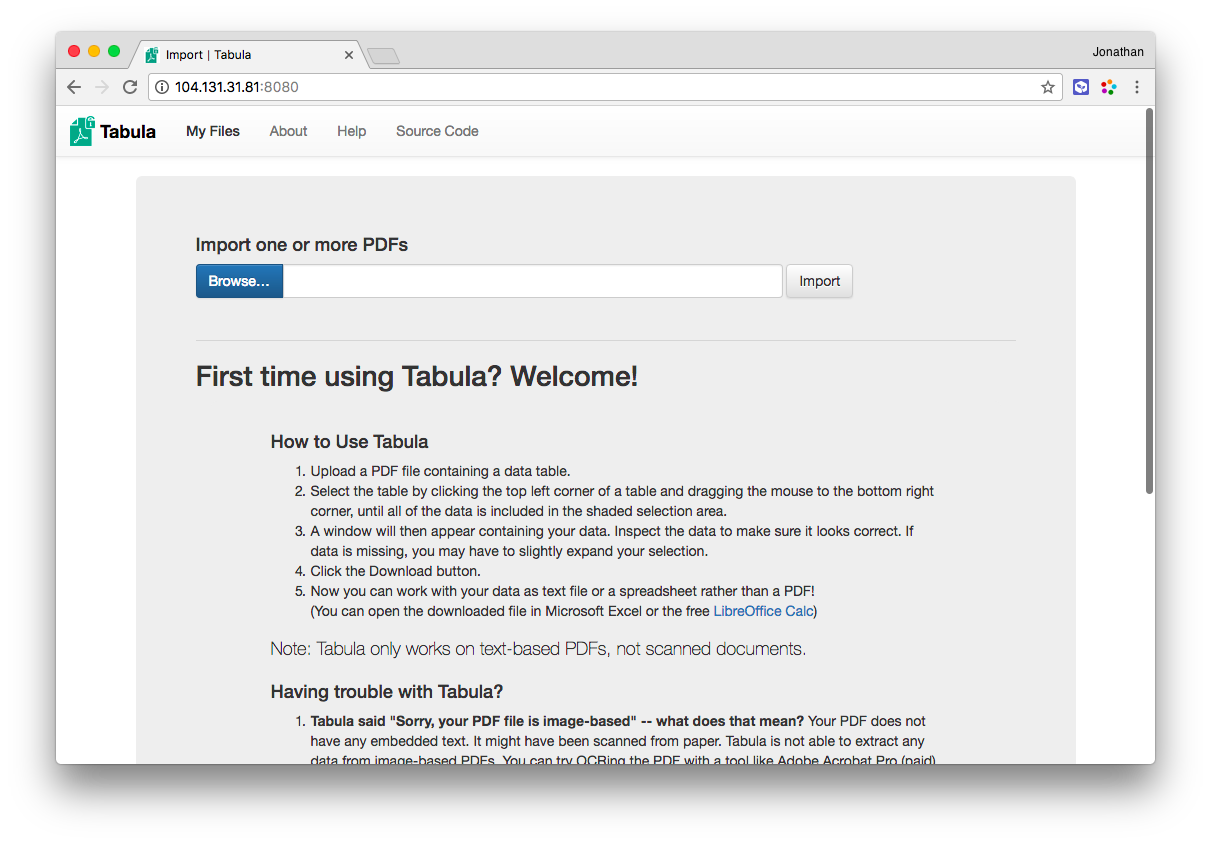 Import | Tabula
Jonathan
104.131.31.81:8080
Tabula My Files About Help Source Code
Import one or more PDFs
Browse... Import
First time using Tabula? Welcome!
How to Use Tabula
1. Upload a PDF file containing a data table.
2. Select the table by clicking the top left corner of a table and dragging the mouse to the bottom right
corner, until all of the data is included in the shaded selection area.
3. A window will then appear containing your data. Inspect the data to make sure it looks correct. If
data is missing, you may have to slightly expand your selection.
4. Click the Download button.
5. Now you can work with your data as text file or a spreadsheet rather than a PDF!
(You can open the downloaded file in Microsoft Excel or the free LibreOffice Calc)
Note: Tabula only works on text-based PDFs, not scanned documents.
Having trouble with Tabula?
1. Tabula said "Sorry, your PDF file is image-based" -- what does that mean? Your PDF does not
have any embedded text. It might have been scanned from paper. Tabula is not able to extract any
data from image-based PDFs. You can try OCRing the PDF with a tool like Adobe Acrobat Pro (paid)